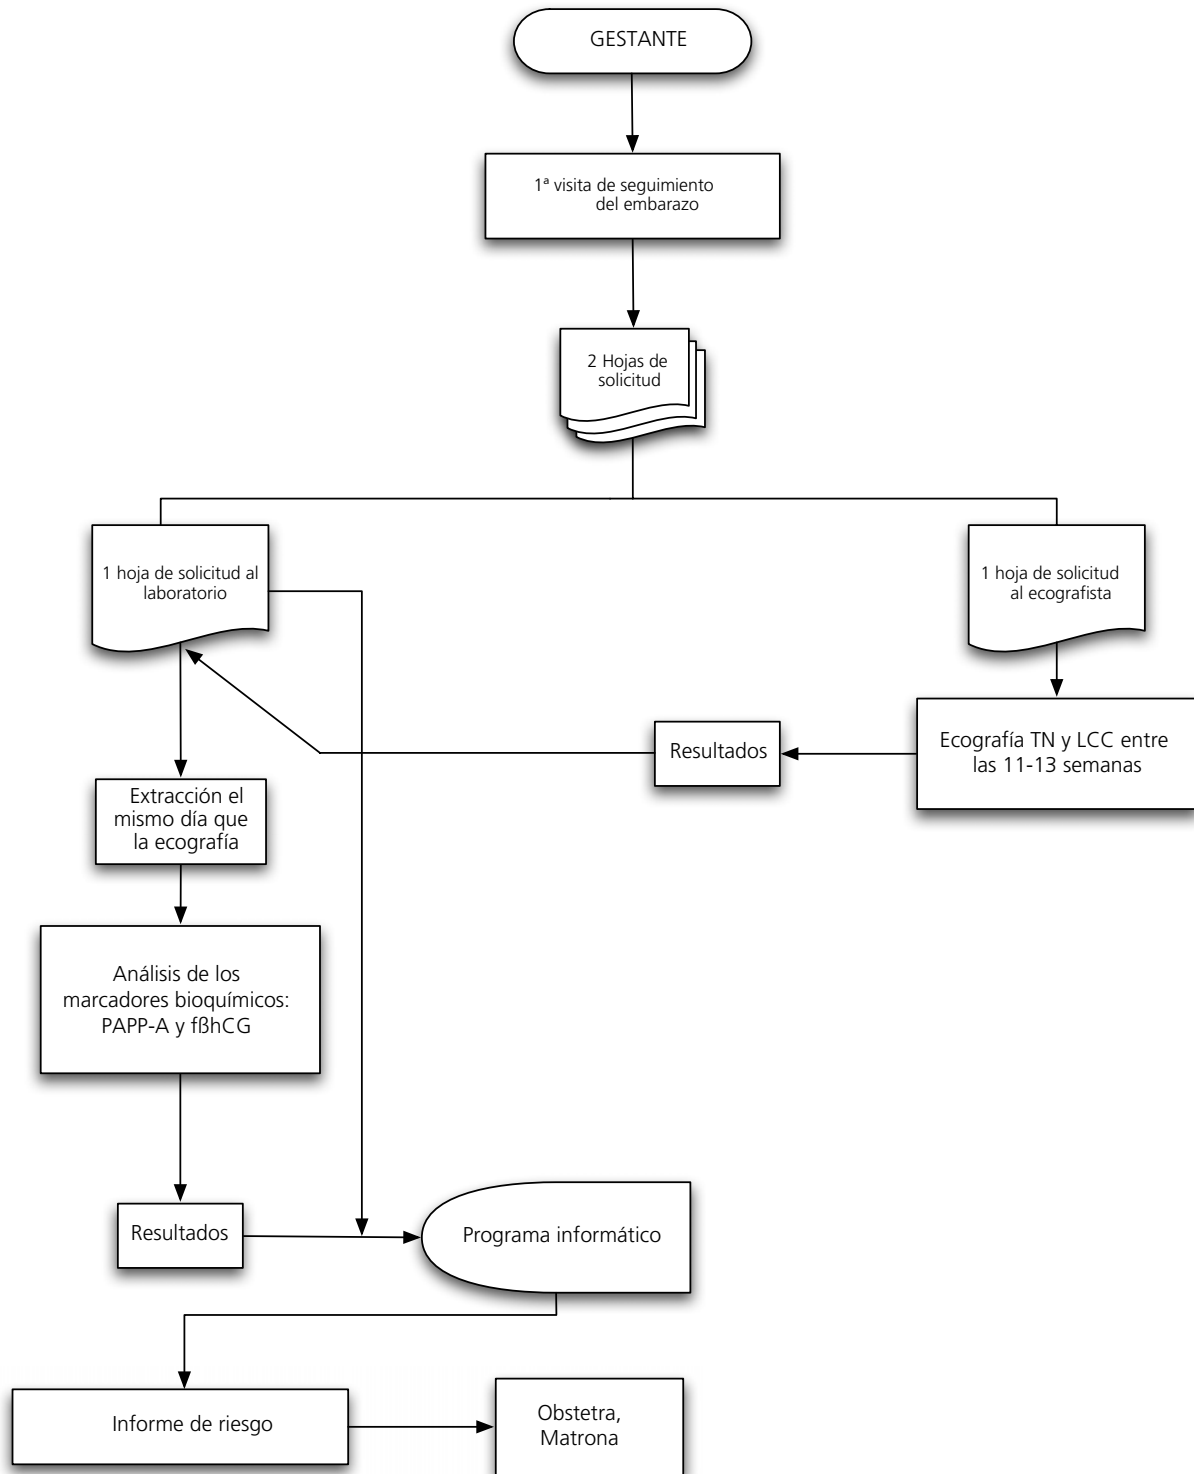 GESTANTE
1ª visita de seguimiento
del embarazo
2 Hojas de
solicitud
1 hoja de solicitud al
laboratorio
1 hoja de solicitud
al ecografista
Resultados
Ecografía TN y LCC entre
las 11-13 semanas
Extracción el
mismo día que
la ecografía
Análisis de los
marcadores bioquímicos:
PAPP-A y fßhCG
Resultados
Programa informático
Informe de riesgo
Obstetra,
Matrona